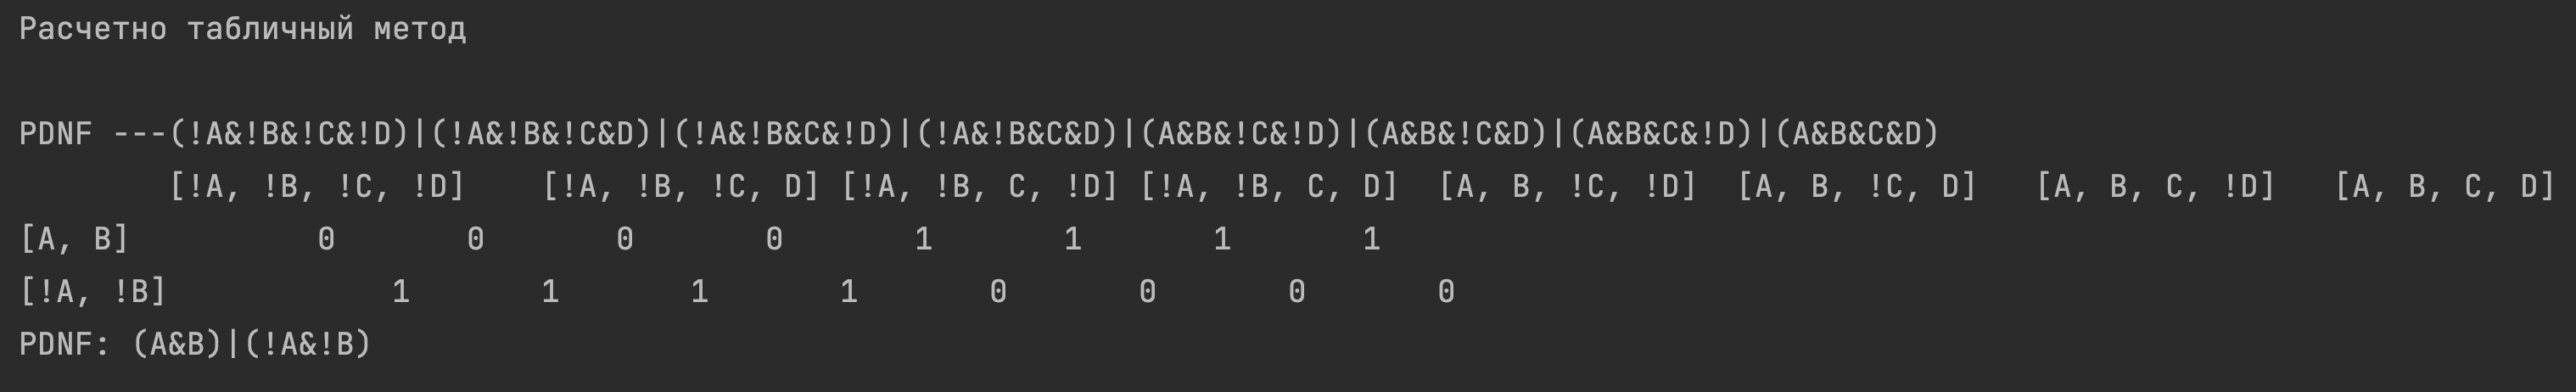 Расчетно табличный метод
PDNF ---(!A&!B&!C&!D)|(!A&!B&!C&D)|(!A&!B&C&!D)|(!A&!B&C&D)|(A&B&!C&!D)|(A&B&!C&D)|(A&B&C&!D)|(A&B&C&D)
[!A, !B, !C, !D] [!A, !B, !C, D] [!A, !B, C, !D] [!A, !B, C, D] [A, B, !C, !D] [A, B, !C, D] [A, B, C, !D] [A, B, C, D]
[A, B] 0 0 0 0 1 1 1 1
[!A, !B] 1 1 1 1 0 0 0 0
PDNF: (A&B)|(!A&!B)